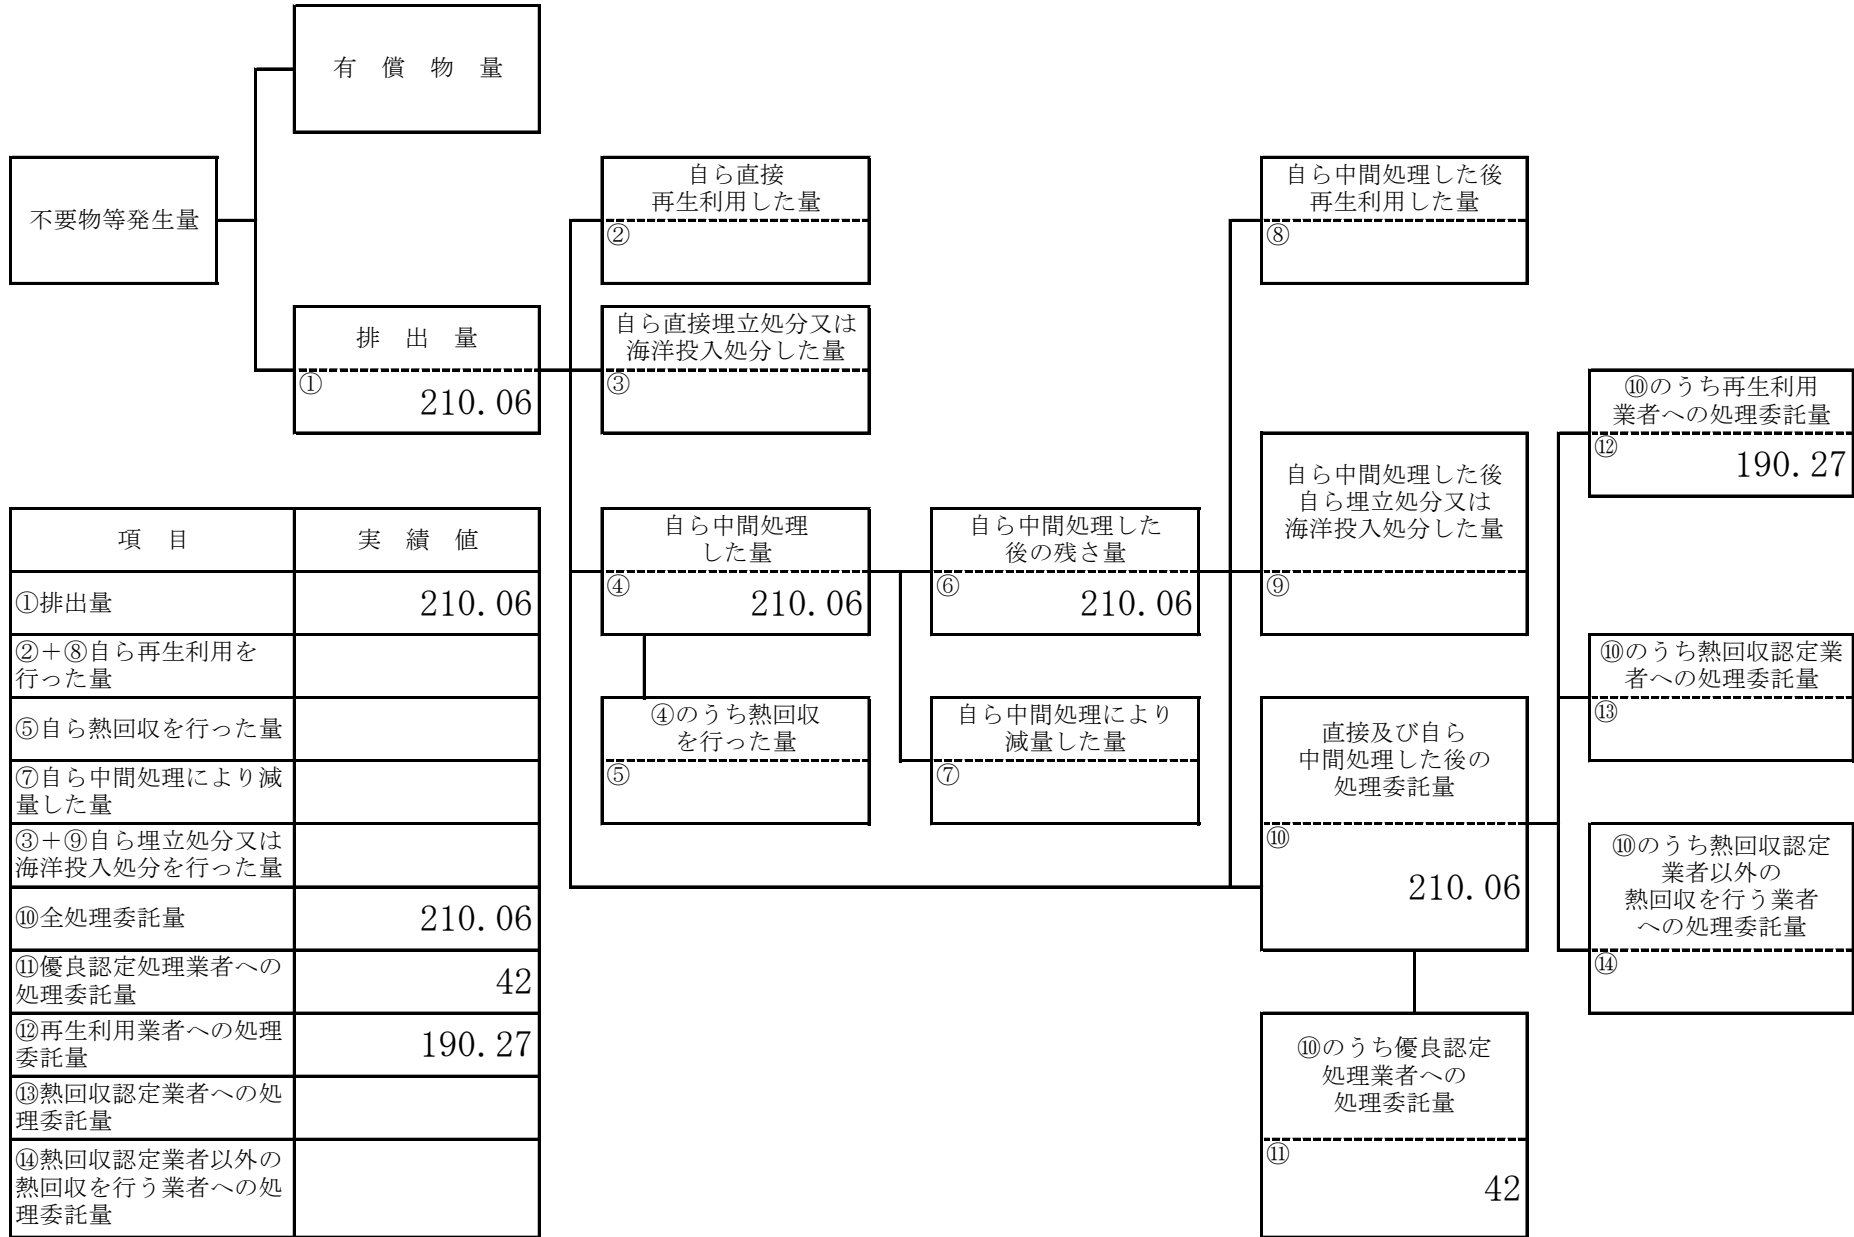 有　償　物　量
不要物等発生量
排　出　量
①
210.06
自ら直接
再生利用した量
②
自ら直接埋立処分又は
海洋投入処分した量
③
自ら中間処理
した量
④
210.06
④のうち熱回収
を行った量
⑤
自ら中間処理した
後の残さ量
⑥
210.06
自ら中間処理により
減量した量
⑦
自ら中間処理した後
再生利用した量
⑧
自ら中間処理した後
自ら埋立処分又は
海洋投入処分した量
⑨
直接及び自ら
中間処理した後の
処理委託量
⑩
210.06
⑩のうち優良認定
処理業者への
処理委託量
⑪
42
⑩のうち再生利用
業者への処理委託量
⑫
190.27
⑩のうち熱回収認定業
者への処理委託量
⑬
⑩のうち熱回収認定
業者以外の
熱回収を行う業者
への処理委託量
⑭
項　目　実　績　値
①排出量　210.06
②＋⑧自ら再生利用を
行った量
⑤自ら熱回収を行った量
⑦自ら中間処理により減
量した量
③＋⑨自ら埋立処分又は
海洋投入処分を行った量
⑩全処理委託量　210.06
⑪優良認定処理業者への
処理委託量　42
⑫再生利用業者への処理
委託量　190.27
⑬熱回収認定業者への処
理委託量
⑭熱回収認定業者以外の
熱回収を行う業者への処
理委託量